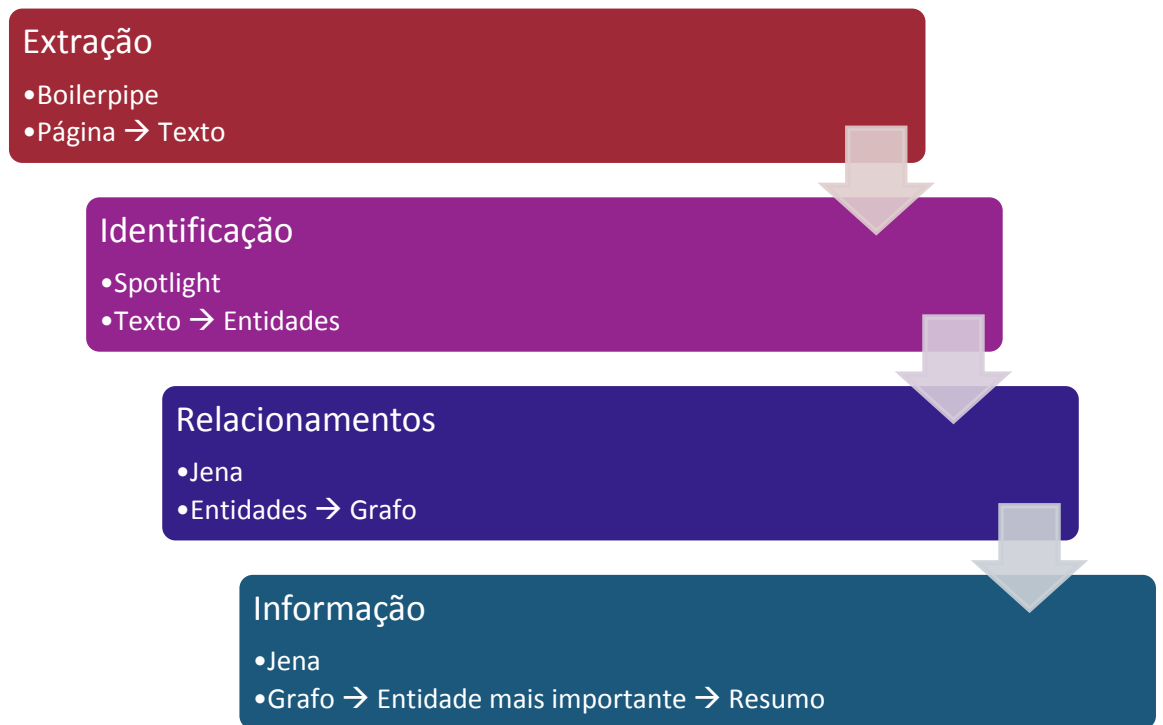 Extração
•Boilerpipe
•Página → Texto
Identificação
•Spotlight
•Texto → Entidades
Relacionamentos
•Jena
•Entidades → Grafo
Informação
•Jena
•Grafo → Entidade mais importante → Resumo